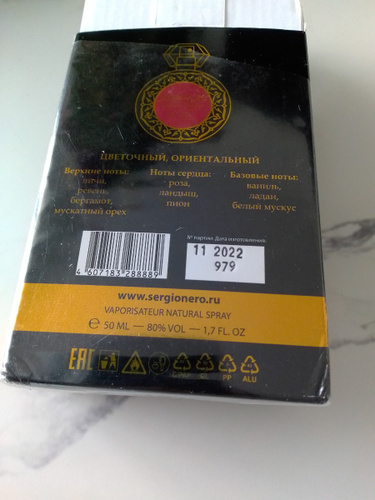 ЦВЕТОЧНЫЙ, ОРИЕНТАЛЬНЫЙ
Верхние ноты:
личи,
ревень,
бергамот,
мускатный орех
Ноты сердца:
роза,
ландыш,
пион
Базовые ноты:
ваниль,
ладан,
белый мускус
№ партии. Дата изготовления:
11 2022
979
4 607183 288889
www.sergionero.ru
VAPORISATEUR NATURAL SPRAY
℮ 50 ML — 80% VOL — 1,7 FL. OZ
EAC
PP
ALU